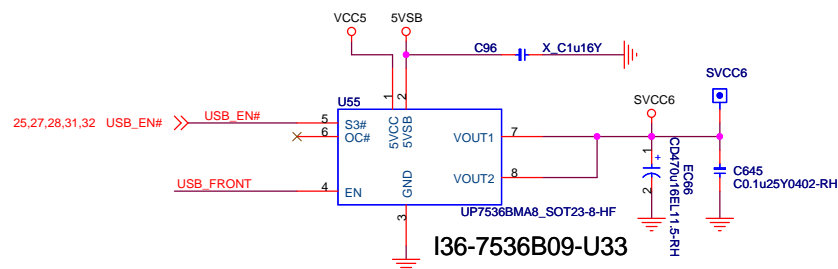 VCC5
5VSB
C96
X_C1u16Y
SVCC6
U55
1
2
SVCC6
25,27,28,31,32
USB_EN#
USB_EN#
5
6
S3#
OC#
5VCC
5VSB
VOUT1
7
1
+
EC66
CD470u16EL11.5-RH
2
C645
C0.1u25Y0402-RH
USB_FRONT
4
EN
GND
VOUT2
8
3
UP7536BMA8_SOT23-8-HF
I36-7536B09-U33